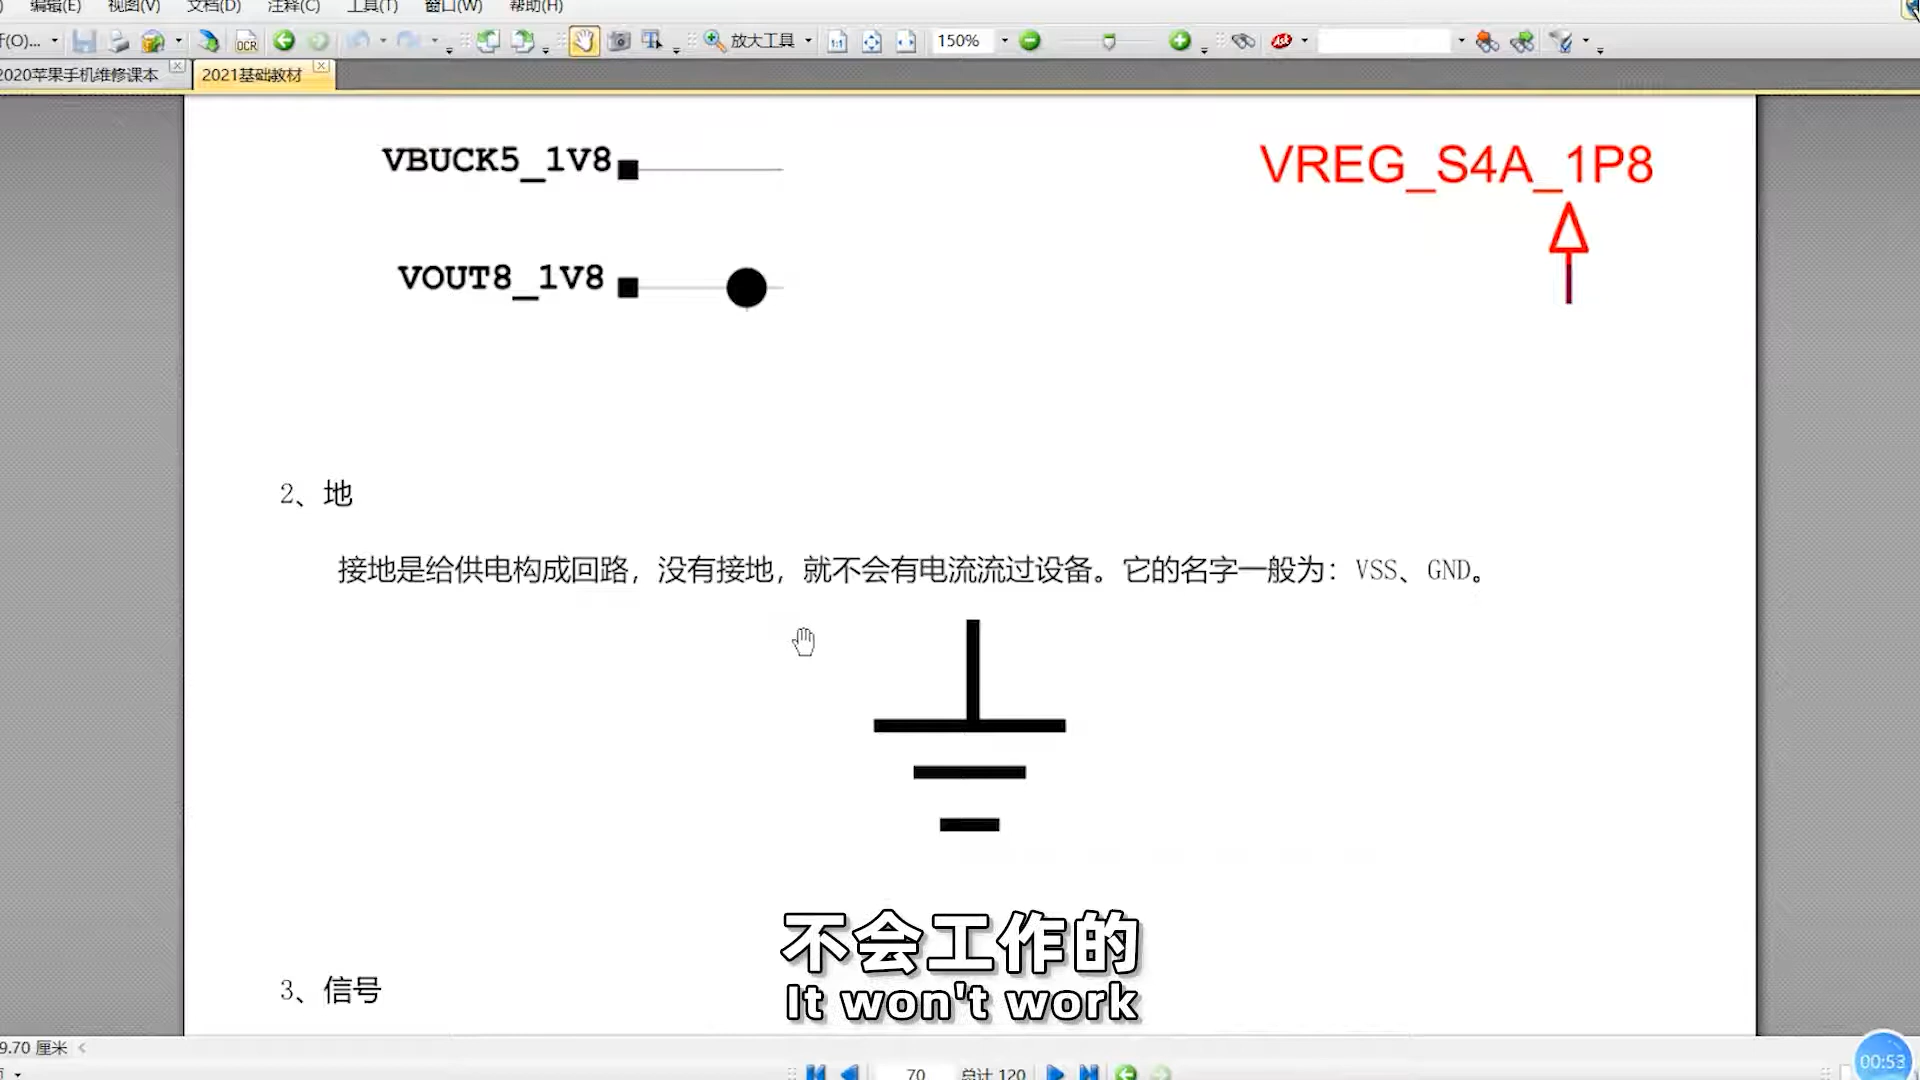 编辑(E) 视图(V) 文档(D) 注释(C) 工具(T) 窗口(W) 帮助(H)
(O)... OCR 放大工具 1:1 150% Ask
2020苹果手机维修课本 2021基础教材
VBUCK5_1V8
VREG_S4A_1P8
VOUT8_1V8
2、地
接地是给供电构成回路，没有接地，就不会有电流流过设备。它的名字一般为：VSS、GND。
3、信号
不会工作的
It won't work
9.70 厘米
70 总计 120
00:53